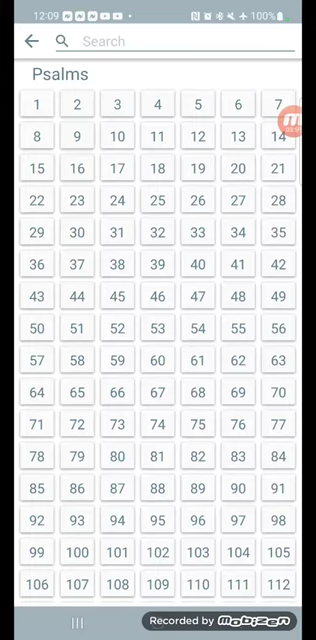 12:09 100%
Search
Psalms
1 2 3 4 5 6 7
8 9 10 11 12 13 14
15 16 17 18 19 20 21
22 23 24 25 26 27 28
29 30 31 32 33 34 35
36 37 38 39 40 41 42
43 44 45 46 47 48 49
50 51 52 53 54 55 56
57 58 59 60 61 62 63
64 65 66 67 68 69 70
71 72 73 74 75 76 77
78 79 80 81 82 83 84
85 86 87 88 89 90 91
92 93 94 95 96 97 98
99 100 101 102 103 104 105
106 107 108 109 110 111 112
Recorded by mobizen